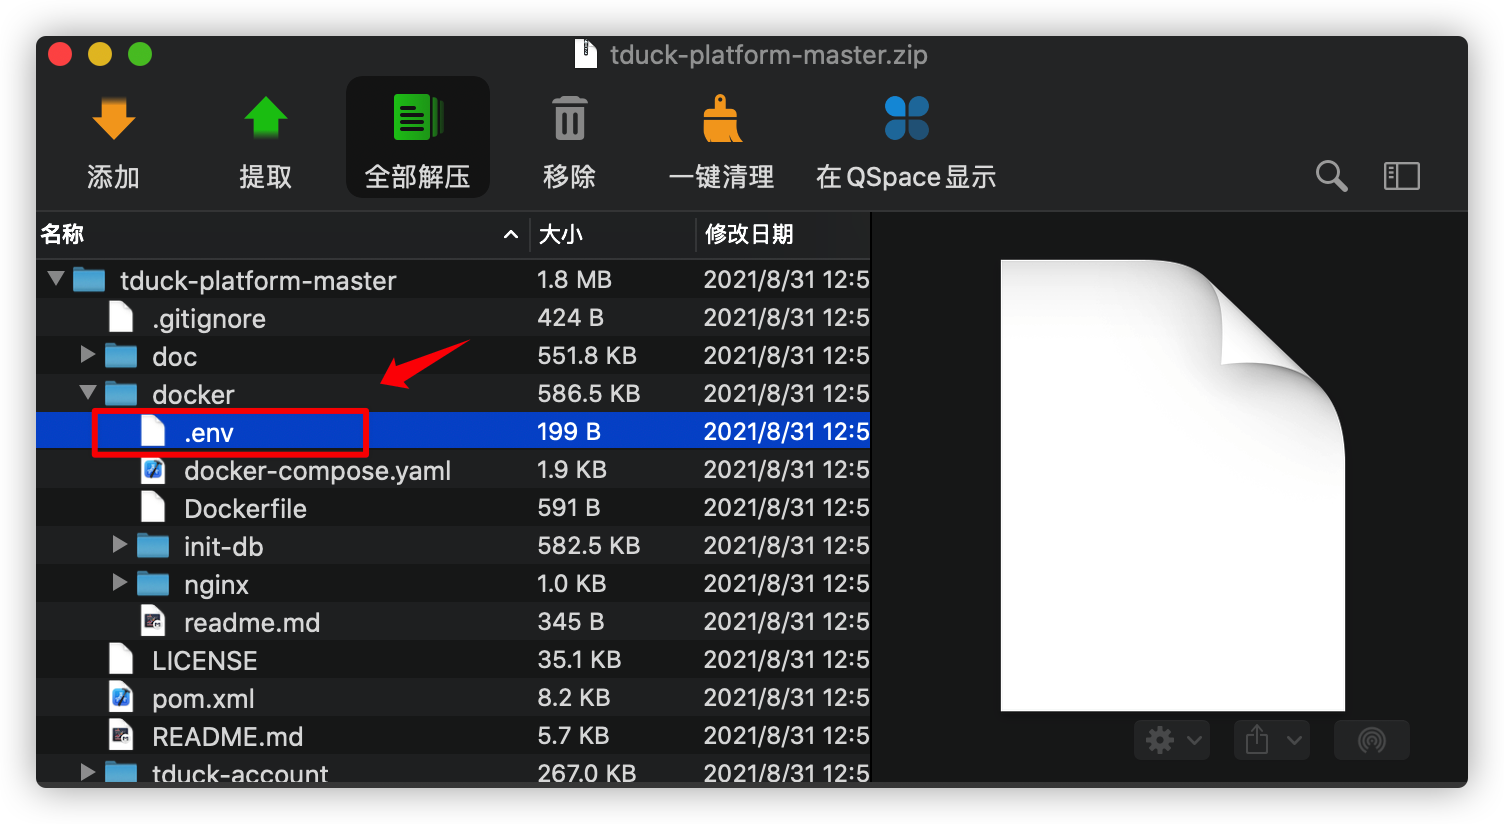 tduck-platform-master.zip
添加 提取 全部解压 移除 一键清理 在 QSpace 显示
名称 大小 修改日期
tduck-platform-master 1.8 MB 2021/8/31 12:5
.gitignore 424 B 2021/8/31 12:5
doc 551.8 KB 2021/8/31 12:5
docker 586.5 KB 2021/8/31 12:5
.env 199 B 2021/8/31 12:5
docker-compose.yaml 1.9 KB 2021/8/31 12:5
Dockerfile 591 B 2021/8/31 12:5
init-db 582.5 KB 2021/8/31 12:5
nginx 1.0 KB 2021/8/31 12:5
readme.md 345 B 2021/8/31 12:5
LICENSE 35.1 KB 2021/8/31 12:5
pom.xml 8.2 KB 2021/8/31 12:5
README.md 5.7 KB 2021/8/31 12:5
tduck-account 267.0 KB 2021/8/31 12:5